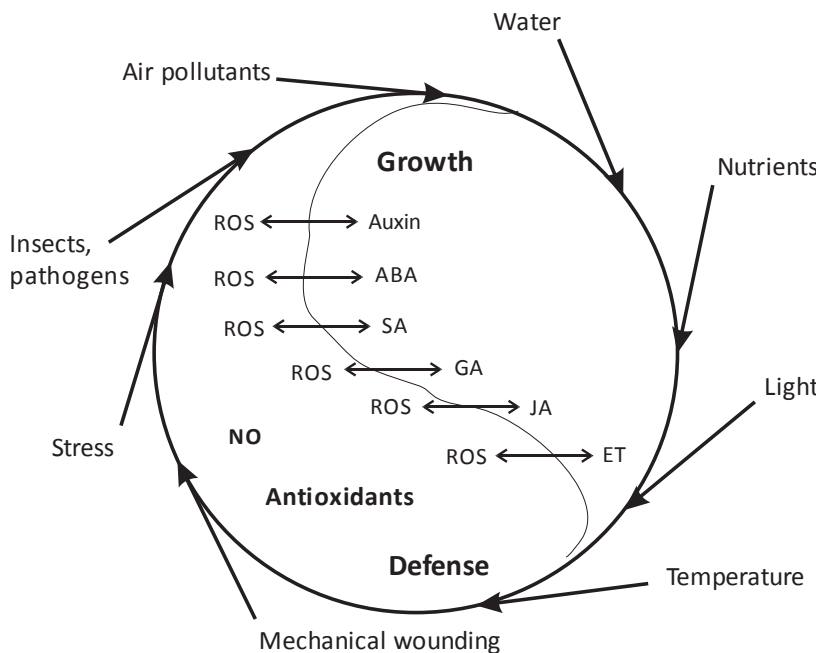 Water
Air pollutants
Growth
Nutrients
ROS Auxin
Insects,
pathogens
ROS ABA
ROS SA
ROS GA
Light
ROS JA
NO
Stress
ROS ET
Antioxidants
Defense
Temperature
Mechanical wounding